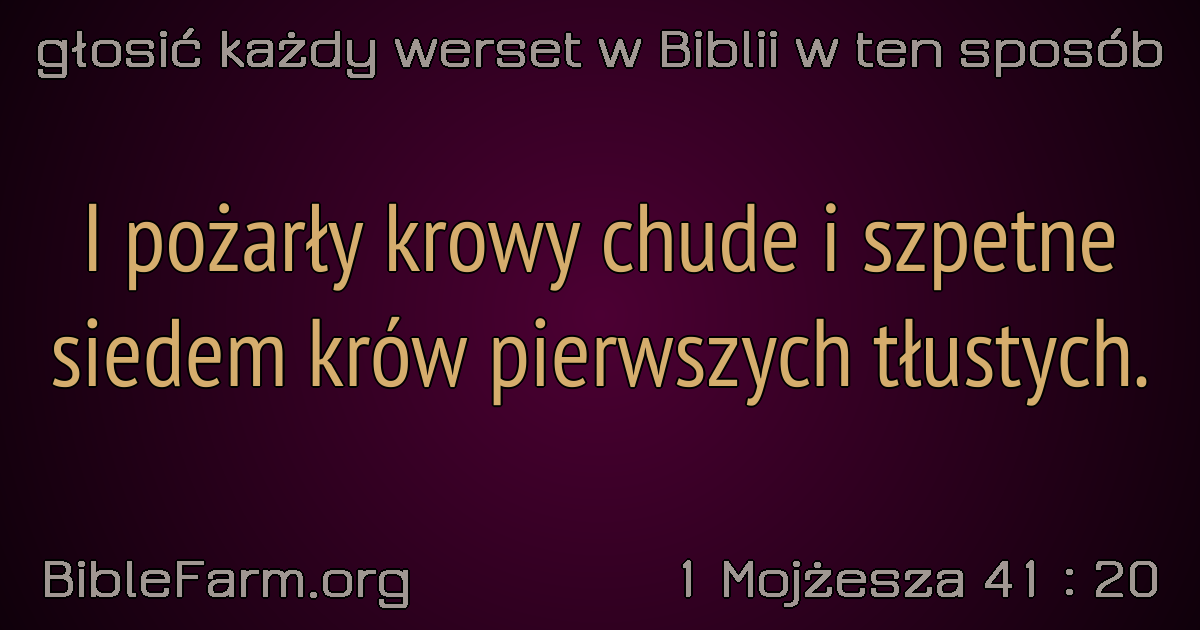 głosić każdy werset w Biblii w ten sposób
I pożarły krowy chude i szpetne
siedem krów pierwszych tłustych.
BibleFarm.org
1 Mojżesza 41 : 20